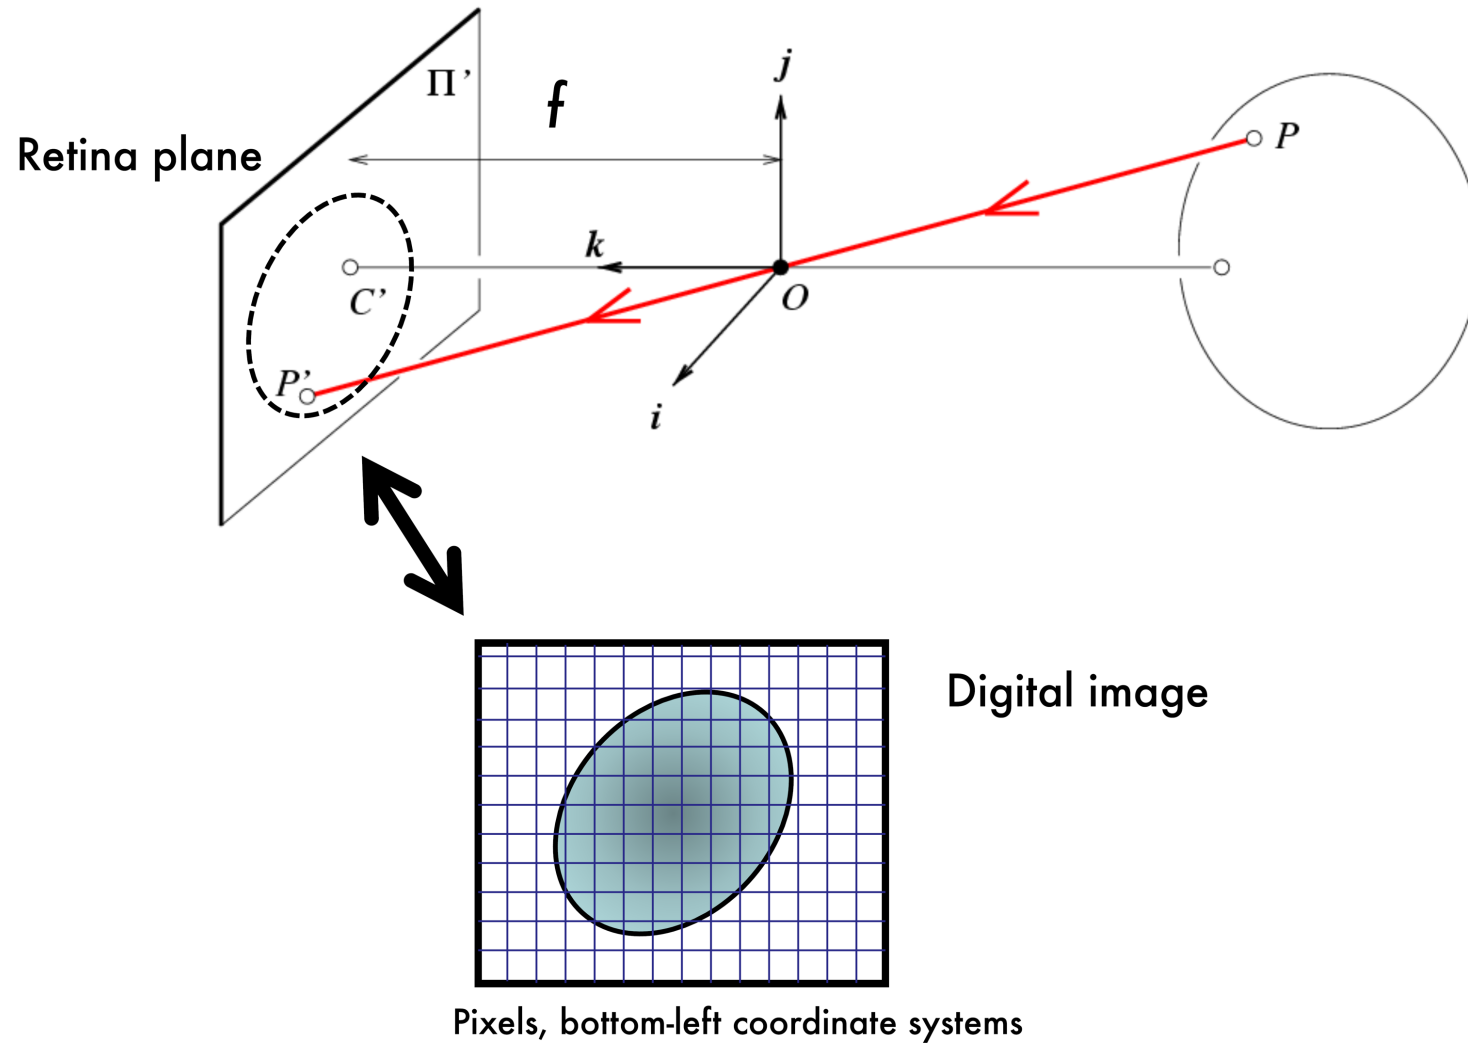 j
Π’
f
P
Retina plane
k
C’
O
P’
i
Digital image
Pixels, bottom-left coordinate systems